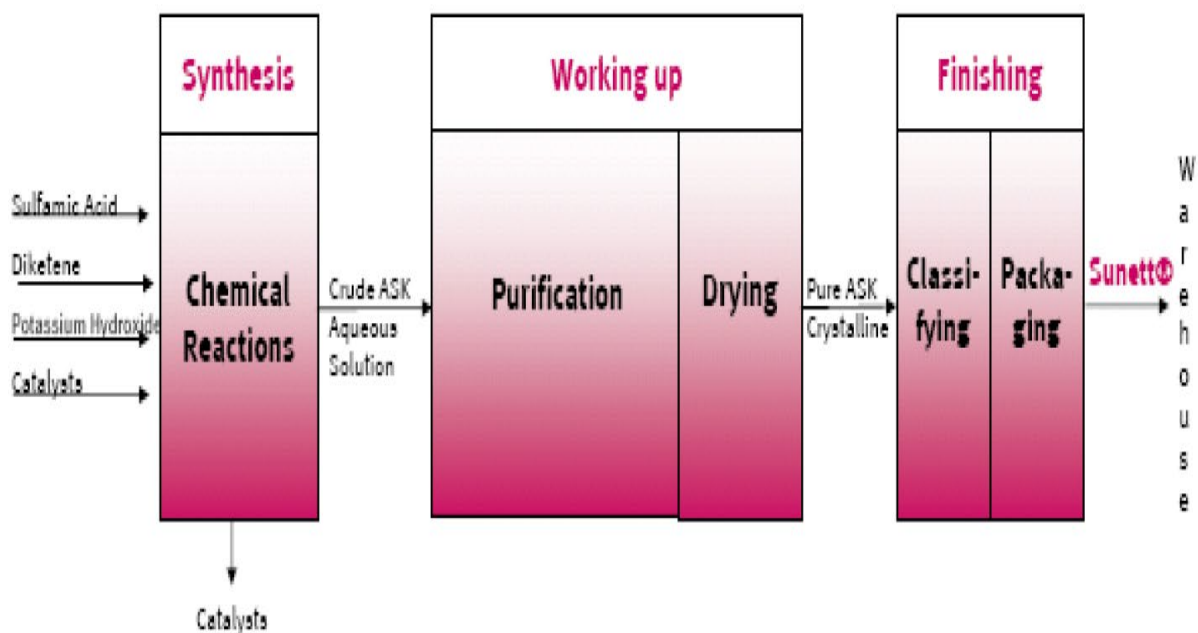 Synthesis
Working up
Finishing
Sulfamic Acid
Diketene
Potassium Hydroxide
Catalysts
Chemical
Reactions
Crude ASK
Aqueous
Solution
Purification
Drying
Pure ASK
Crystalline
Classi-
fying
Packa-
ging
Sunett®
Warehouse
Catalysts